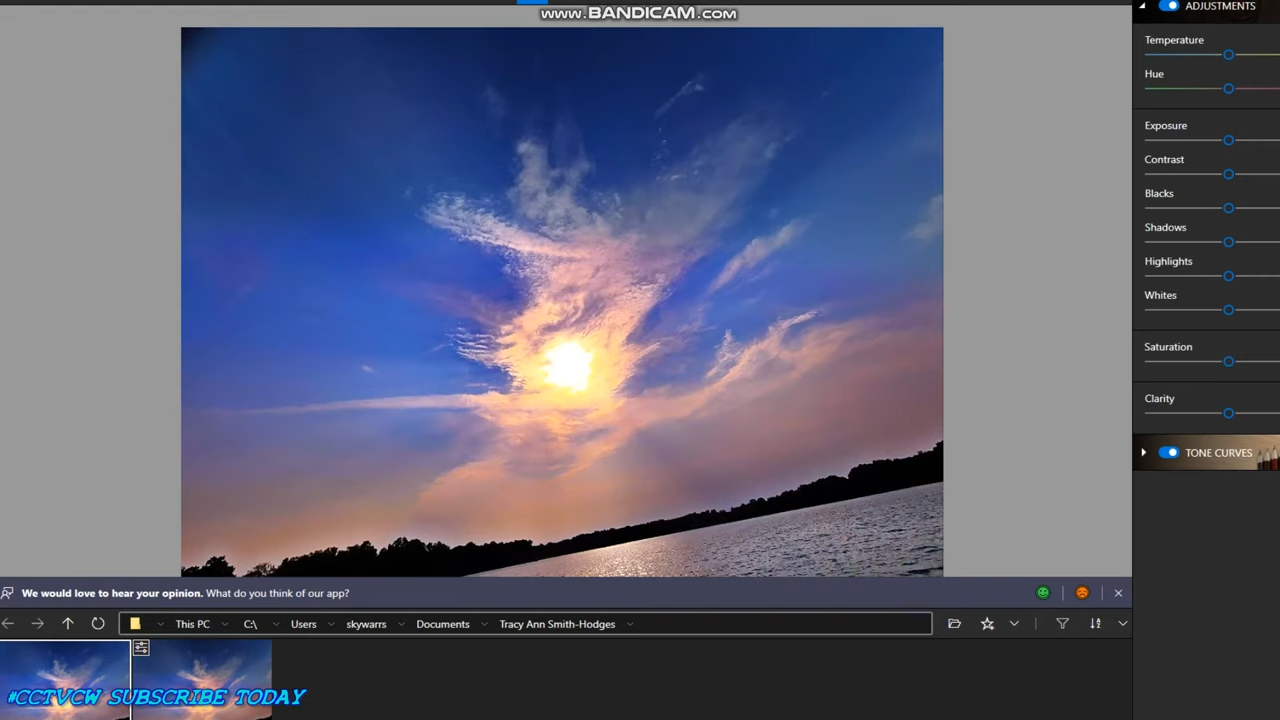 www.BANDICAM.com
ADJUSTMENTS
Temperature
Hue
Exposure
Contrast
Blacks
Shadows
Highlights
Whites
Saturation
Clarity
TONE CURVES
We would love to hear your opinion. What do you think of our app?
This PC C:\ Users skywarrs Documents Tracy Ann Smith-Hodges
#CCTVCW SUBSCRIBE TODAY